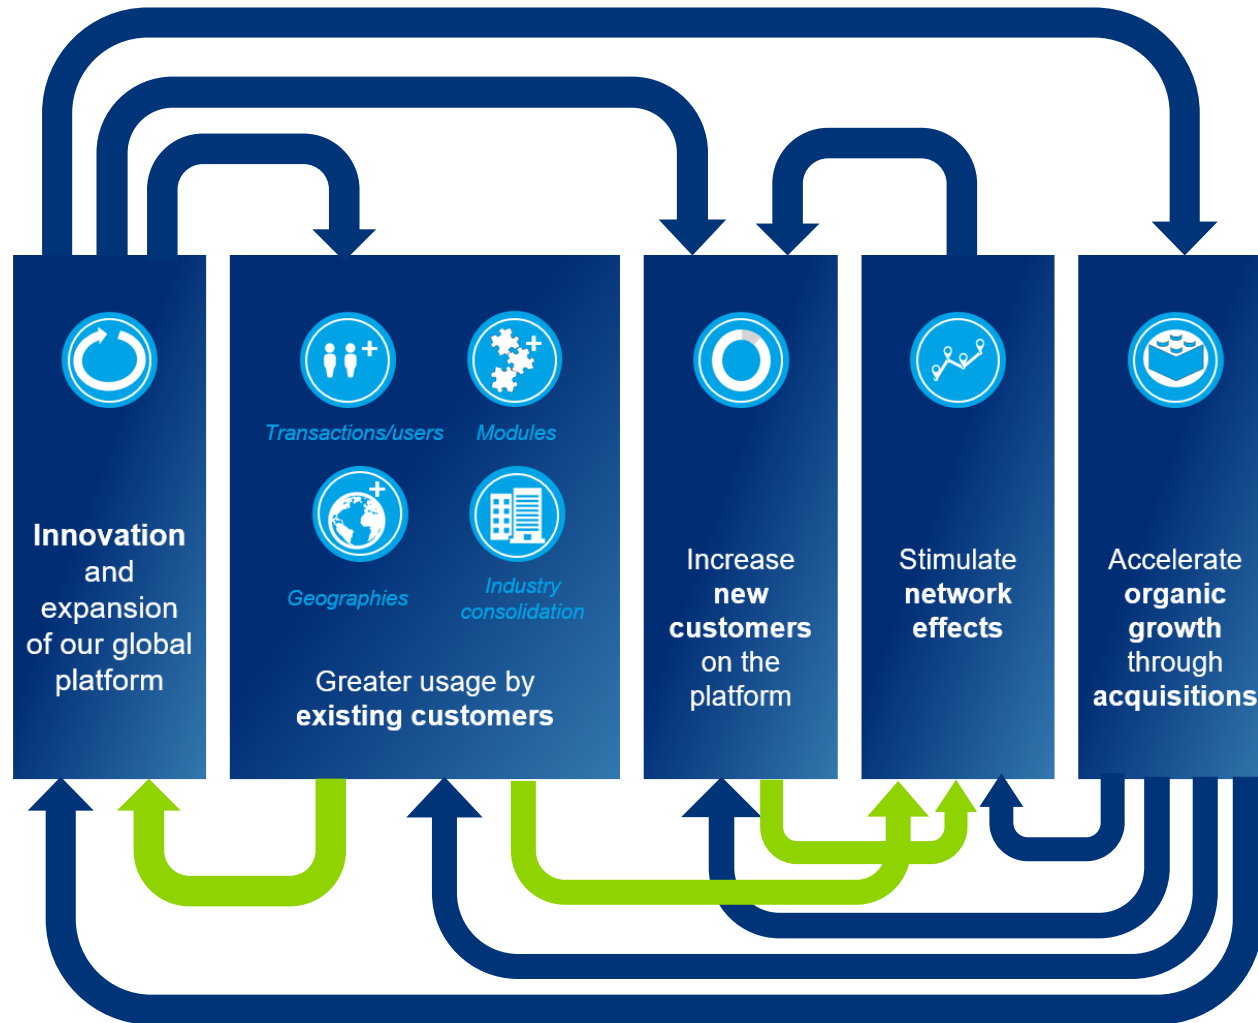 Innovation
and
expansion
of our global
platform
Transactions/users
Modules
Geographies
Industry
consolidation
Greater usage by
existing customers
Increase
new
customers
on the
platform
Stimulate
network
effects
Accelerate
organic
growth
through
acquisitions